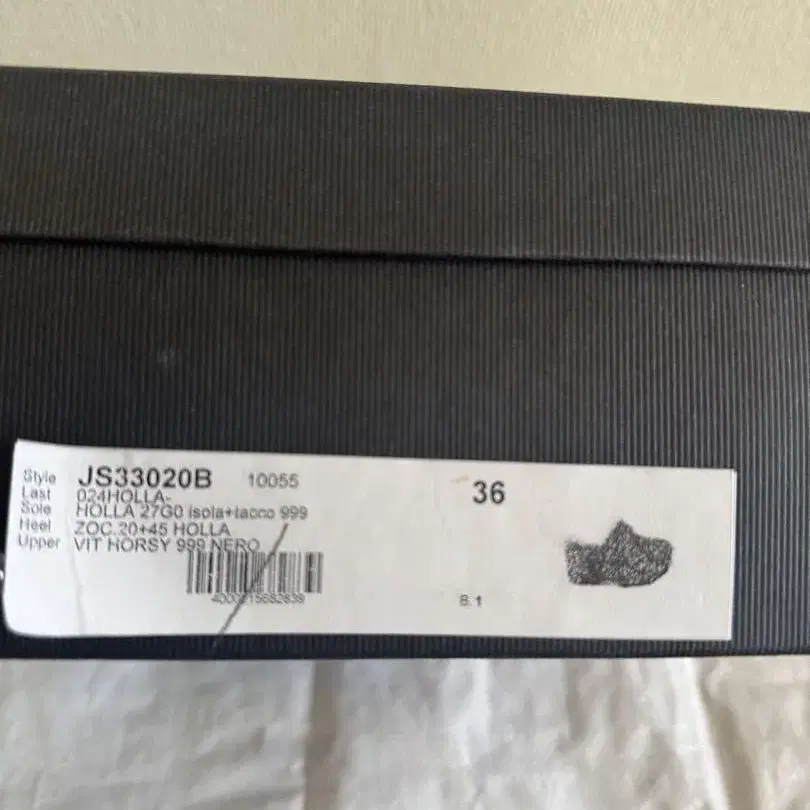 Style JS33020B 10055 36
Last 024HOLLA-
Sole HOLLA 27G0 isola+tacco 999
Heel ZOC.20+45 HOLLA
Upper VIT HORSY 999 NERO
B.1